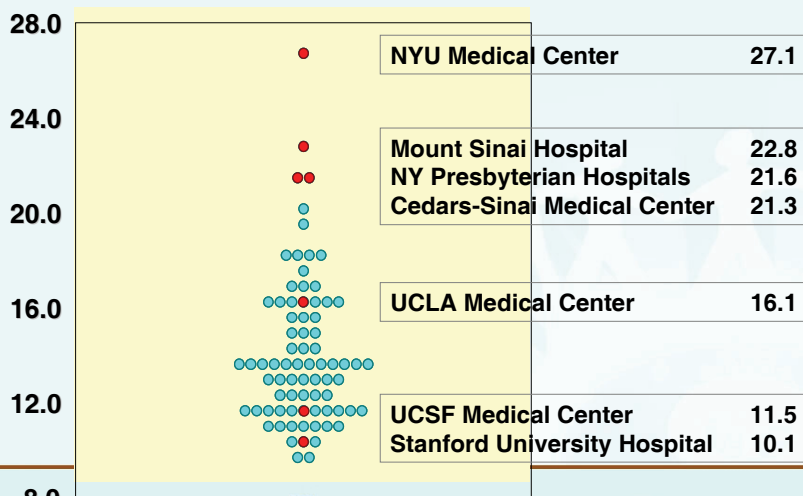 28.0
NYU Medical Center 27.1
24.0
Mount Sinai Hospital 22.8
NY Presbyterian Hospitals 21.6
Cedars-Sinai Medical Center 21.3
20.0
16.0
UCLA Medical Center 16.1
12.0
UCSF Medical Center 11.5
Stanford University Hospital 10.1
8.0